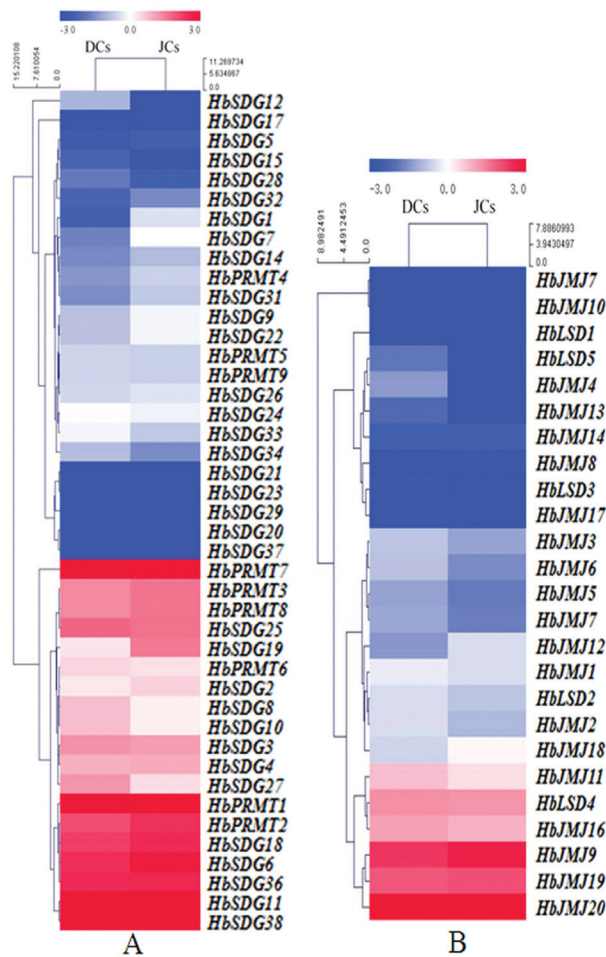 -3.0 0.0 3.0
15.220108
7.610054
0.0
DCs JCs
11.269734
5.634867
0.0
HbSDG12
HbSDG17
HbSDG5
HbSDG15
HbSDG28
HbSDG32
HbSDG1
HbSDG7
HbSDG14
HbPRMT4
HbSDG31
HbSDG9
HbSDG22
HbPRMT5
HbPRMT9
HbSDG26
HbSDG24
HbSDG33
HbSDG34
HbSDG21
HbSDG23
HbSDG29
HbSDG20
HbSDG37
HbPRMT7
HbPRMT3
HbPRMT8
HbSDG25
HbSDG19
HbPRMT6
HbSDG2
HbSDG8
HbSDG10
HbSDG3
HbSDG4
HbSDG27
HbPRMT1
HbPRMT2
HbSDG18
HbSDG6
HbSDG36
HbSDG11
HbSDG38
A
-3.0 0.0 3.0
8.982491
4.4912453
0.0
DCs JCs
7.8860993
3.9430497
0.0
HbJMJ7
HbJMJ10
HbLSD1
HbLSD5
HbJMJ4
HbJMJ13
HbJMJ14
HbJMJ8
HbLSD3
HbJMJ17
HbJMJ3
HbJMJ6
HbJMJ5
HbJMJ7
HbJMJ12
HbJMJ1
HbLSD2
HbJMJ2
HbJMJ18
HbJMJ11
HbLSD4
HbJMJ16
HbJMJ9
HbJMJ19
HbJMJ20
B